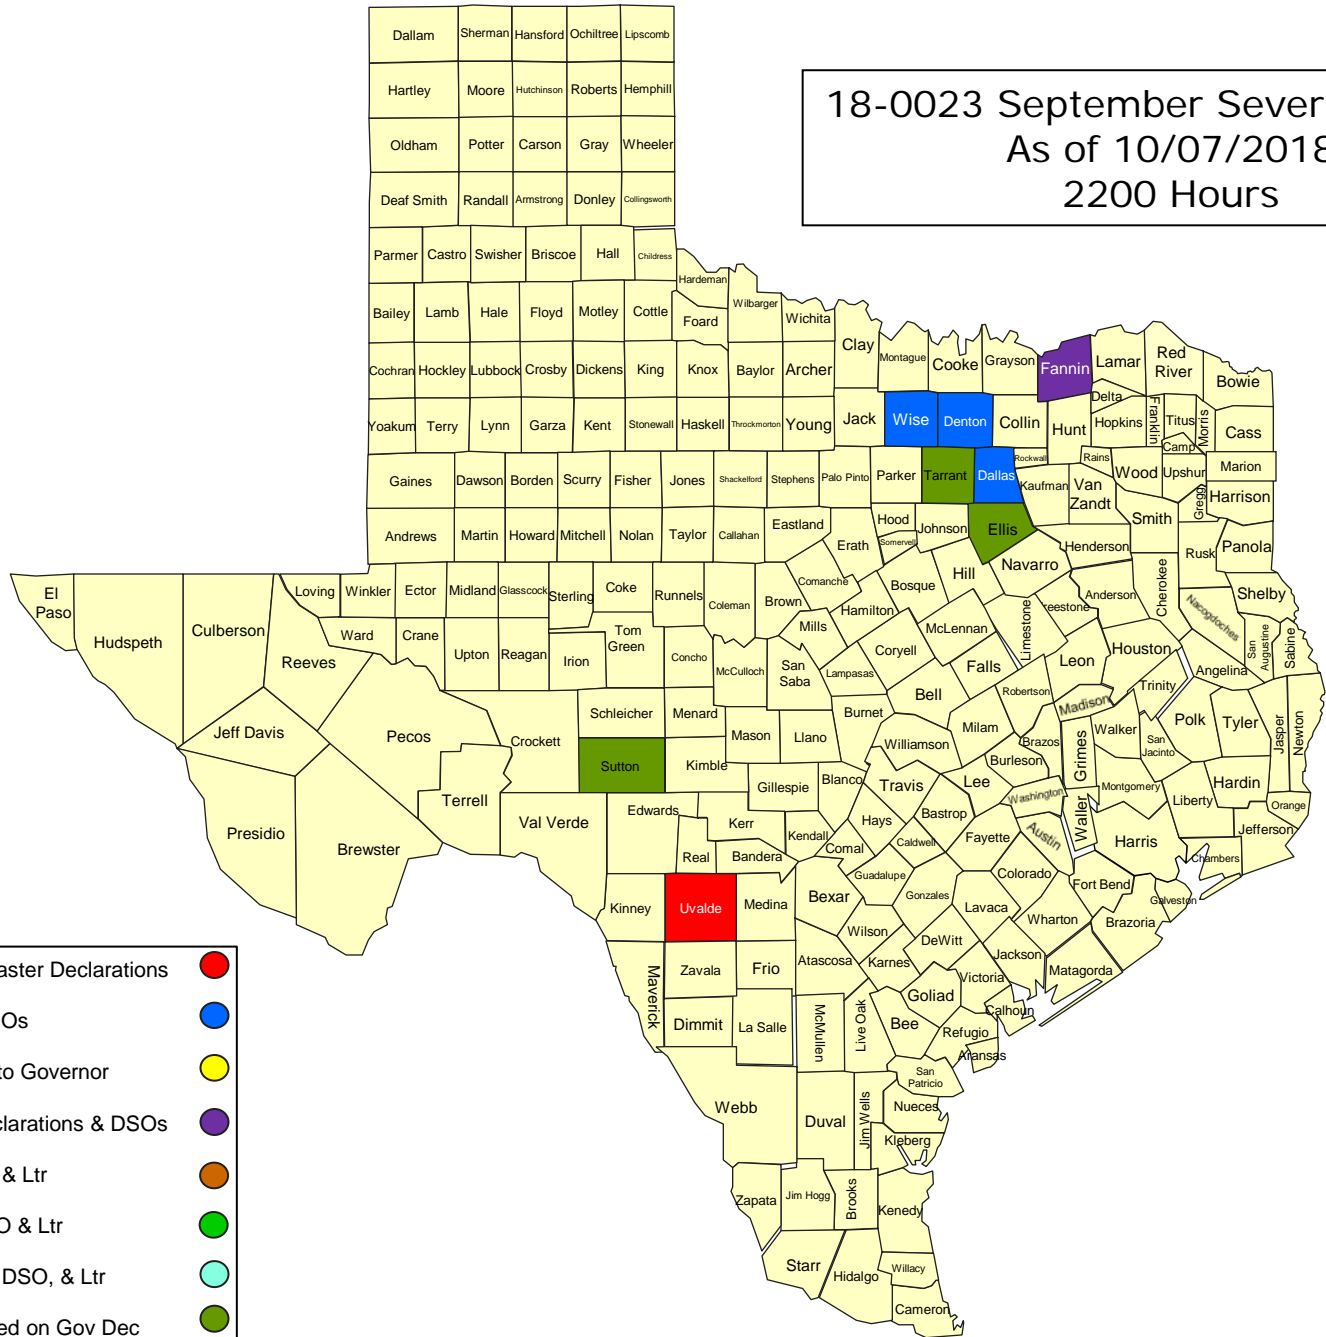 Dallam Sherman Hansford Ochiltree Lipscomb
Hartley Moore Hutchinson Roberts Hemphill
Oldham Potter Carson Gray Wheeler
Deaf Smith Randall Armstrong Donley Collingsworth
Parmer Castro Swisher Briscoe Hall Childress
18-0023 September Sever
As of 10/07/2018
2200 Hours
Hardeman
Bailey Lamb Hale Floyd Motley Cottle Foard Wilbarger Wichita
Clay Montague Cooke Grayson Fannin Lamar Red
River Bowie
Cochran Hockley Lubbock Crosby Dickens King Knox Baylor Archer
Delta
Yoakum Terry Lynn Garza Kent Stonewall Haskell Throckmorton Young Jack Wise Denton Collin Hunt Hopkins Franklin Titus Morris Cass
Camp
Rockwall Rains
Gaines Dawson Borden Scurry Fisher Jones Shackelford Stephens Palo Pinto Parker Tarrant Dallas Kaufman Van
Zandt Wood Upshur Marion
Gregg Harrison
Andrews Martin Howard Mitchell Nolan Taylor Callahan Eastland Erath Hood Johnson Ellis Smith
Somervell Henderson Rusk Panola
El
Paso Hudspeth Culberson Loving Winkler Ector Midland Glasscock Sterling Coke Runnels Coleman Brown Comanche Bosque Hill Navarro Anderson Cherokee Shelby
Hamilton Limestone reestone Nacogdoches
Reeves Ward Crane Upton Reagan Irion Tom
Green Concho McCulloch San
Saba Mills Lampasas Coryell McLennan Falls Leon Houston San
Augustine Sabine
Angelina Trinity
Bell Robertson Madison
Jeff Davis Pecos Crockett Schleicher Menard Mason Llano Burnet Williamson Milam Brazos Grimes Walker San
Jacinto Polk Tyler Jasper Newton
Sutton Kimble Gillespie Blanco Travis Lee Burleson Washington Waller Montgomery Liberty Hardin Orange
Presidio Brewster Terrell Val Verde Edwards Kerr Kendall Hays Bastrop Fayette Austin Harris Jefferson
Real Bandera Comal Caldwell Chambers
Kinney Uvalde Medina Bexar Guadalupe Gonzales Lavaca Colorado Fort Bend Galveston
Wilson Wharton Brazoria
Maverick Zavala Frio Atascosa Karnes DeWitt Jackson Matagorda
Victoria
Dimmit La Salle McMullen Live Oak Bee Goliad Calhoun
Refugio
Aransas
San
Patricio
Webb Duval Jim Wells Nueces
Kleberg
Zapata Jim Hogg Brooks Kenedy
Starr Hidalgo Willacy
Cameron
aster Declarations
Os
to Governor
clarations & DSOs
& Ltr
O & Ltr
DSO, & Ltr
ed on Gov Dec